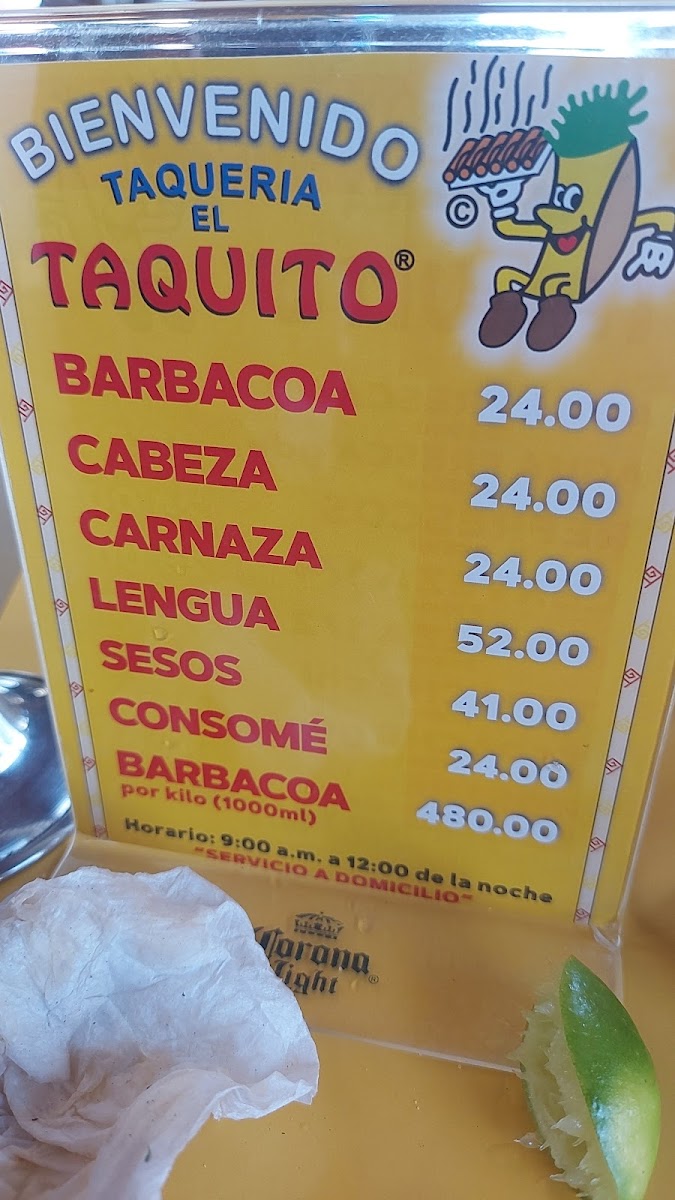 BIENVENIDO
TAQUERIA
EL
TAQUITO®
©
BARBACOA 24.00
CABEZA 24.00
CARNAZA 24.00
LENGUA 52.00
SESOS 41.00
CONSOMÉ 24.00
BARBACOA 480.00
por kilo (1000ml)
Horario: 9:00 a.m. a 12:00 de la noche
"SERVICIO A DOMICILIO"
Corona
Light®